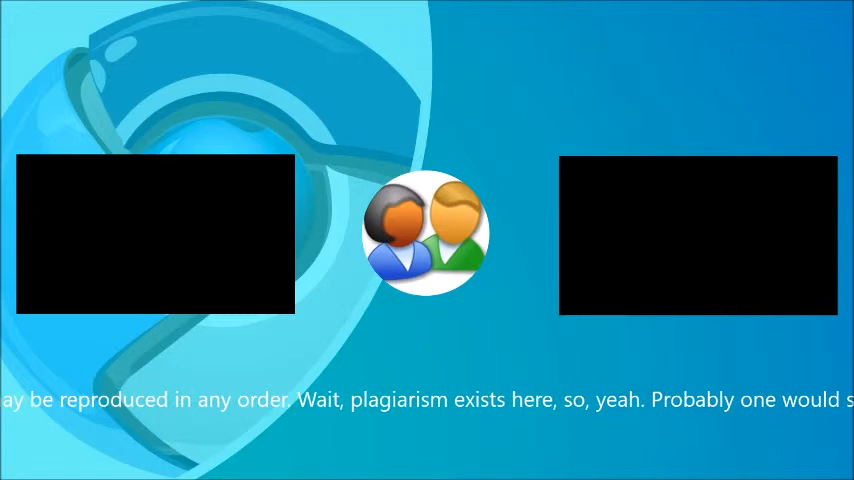 ay be reproduced in any order. Wait, plagiarism exists here, so, yeah. Probably one would s